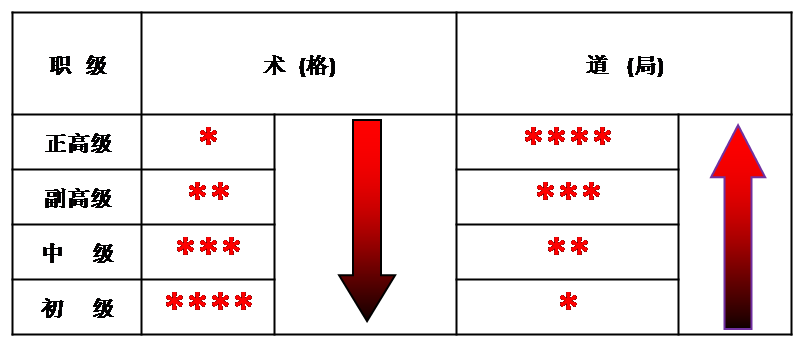 职 级 术 (格) 道 (局)
正高级 * ****
副高级 ** ***
中 级 *** **
初 级 **** *